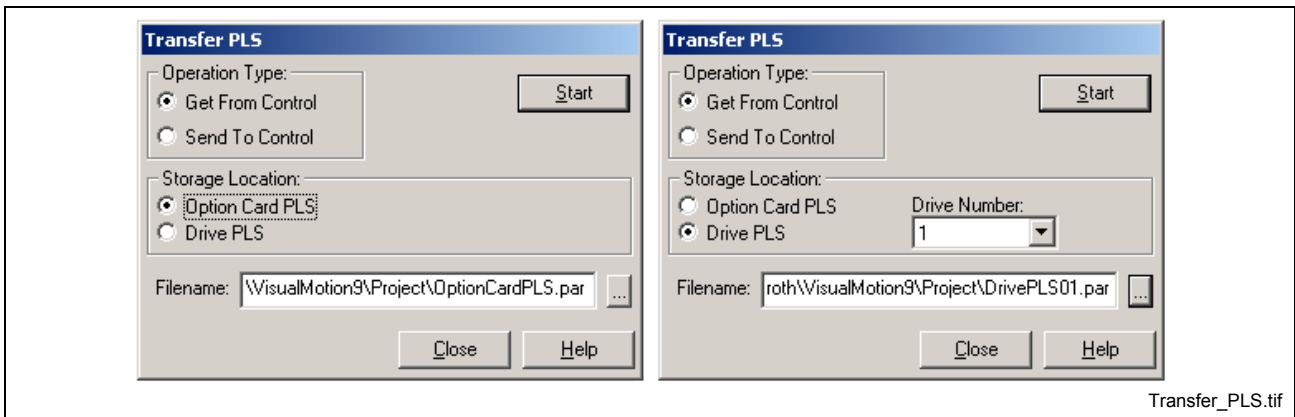 Transfer PLS
Operation Type:
Get From Control
Start
Send To Control
Storage Location:
Option Card PLS
Drive PLS
Filename: \VisualMotion9\Project\OptionCardPLS.par ...
Close Help
Transfer PLS
Operation Type:
Get From Control
Start
Send To Control
Storage Location:
Option Card PLS Drive Number:
Drive PLS 1
Filename: roth\VisualMotion9\Project\DrivePLS01.par ...
Close Help
Transfer_PLS.tif